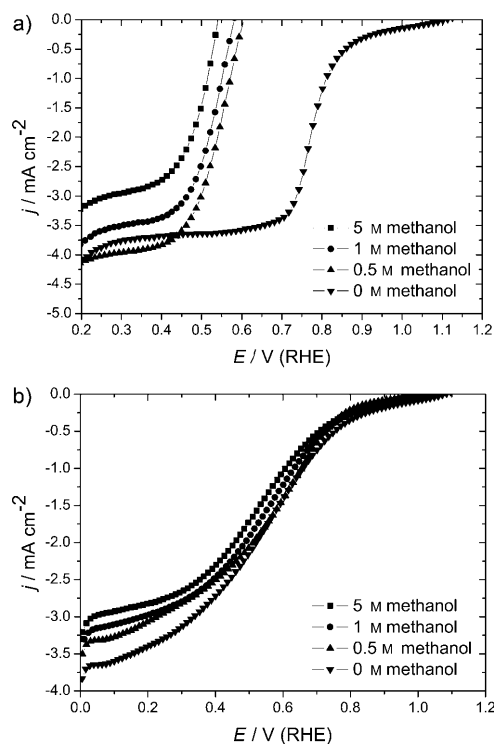 a)
0.0
-0.5
-1.0
-1.5
-2.0
-2.5
-3.0
-3.5
-4.0
-4.5
-5.0
j / mA cm-2
5 M methanol
1 M methanol
0.5 M methanol
0 M methanol
0.2 0.3 0.4 0.5 0.6 0.7 0.8 0.9 1.0 1.1 1.2
E / V (RHE)
b)
0.0
-0.5
-1.0
-1.5
-2.0
-2.5
-3.0
-3.5
-4.0
j / mA cm-2
5 M methanol
1 M methanol
0.5 M methanol
0 M methanol
0.0 0.2 0.4 0.6 0.8 1.0 1.2
E / V (RHE)